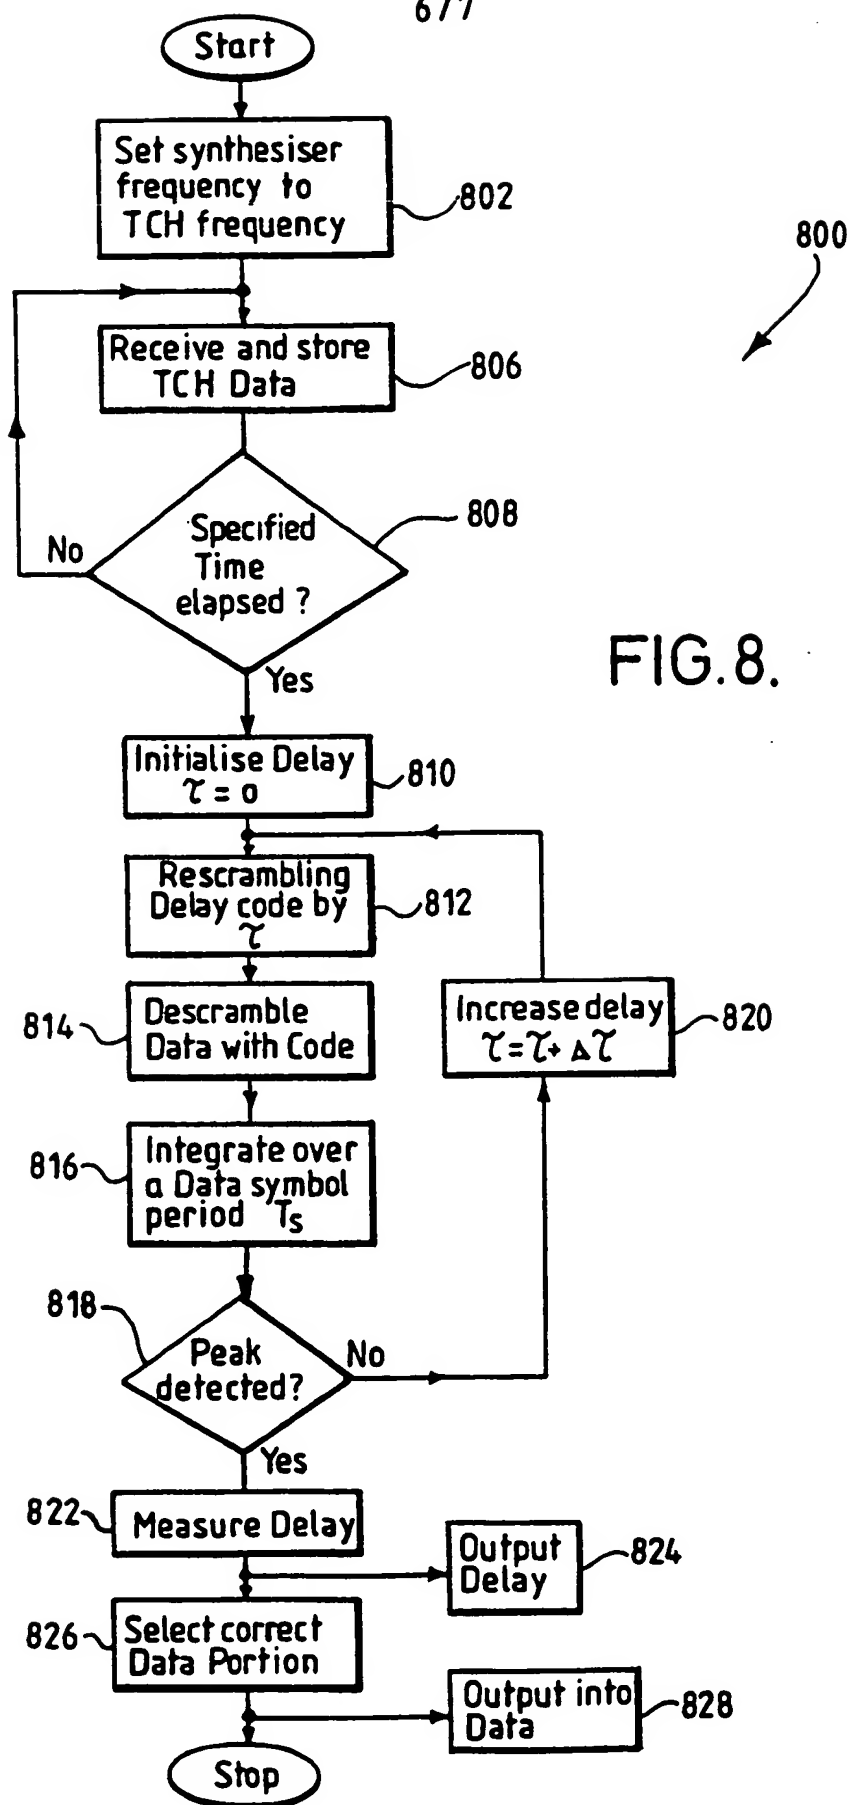 6/7
Start
Set synthesiser
frequency to
TCH frequency
802
800
Receive and store
TCH Data
806
Specified
Time
elapsed ?
808
No
Yes
FIG.8.
Initialise Delay
τ = 0
810
Rescrambling
Delay code by
τ
812
814
Descramble
Data with Code
Increase delay
τ=τ+ Δτ
820
816
Integrate over
a Data symbol
period Ts
818
Peak
detected?
No
Yes
822
Measure Delay
Output
Delay
824
826
Select correct
Data Portion
Output into
Data
828
Stop